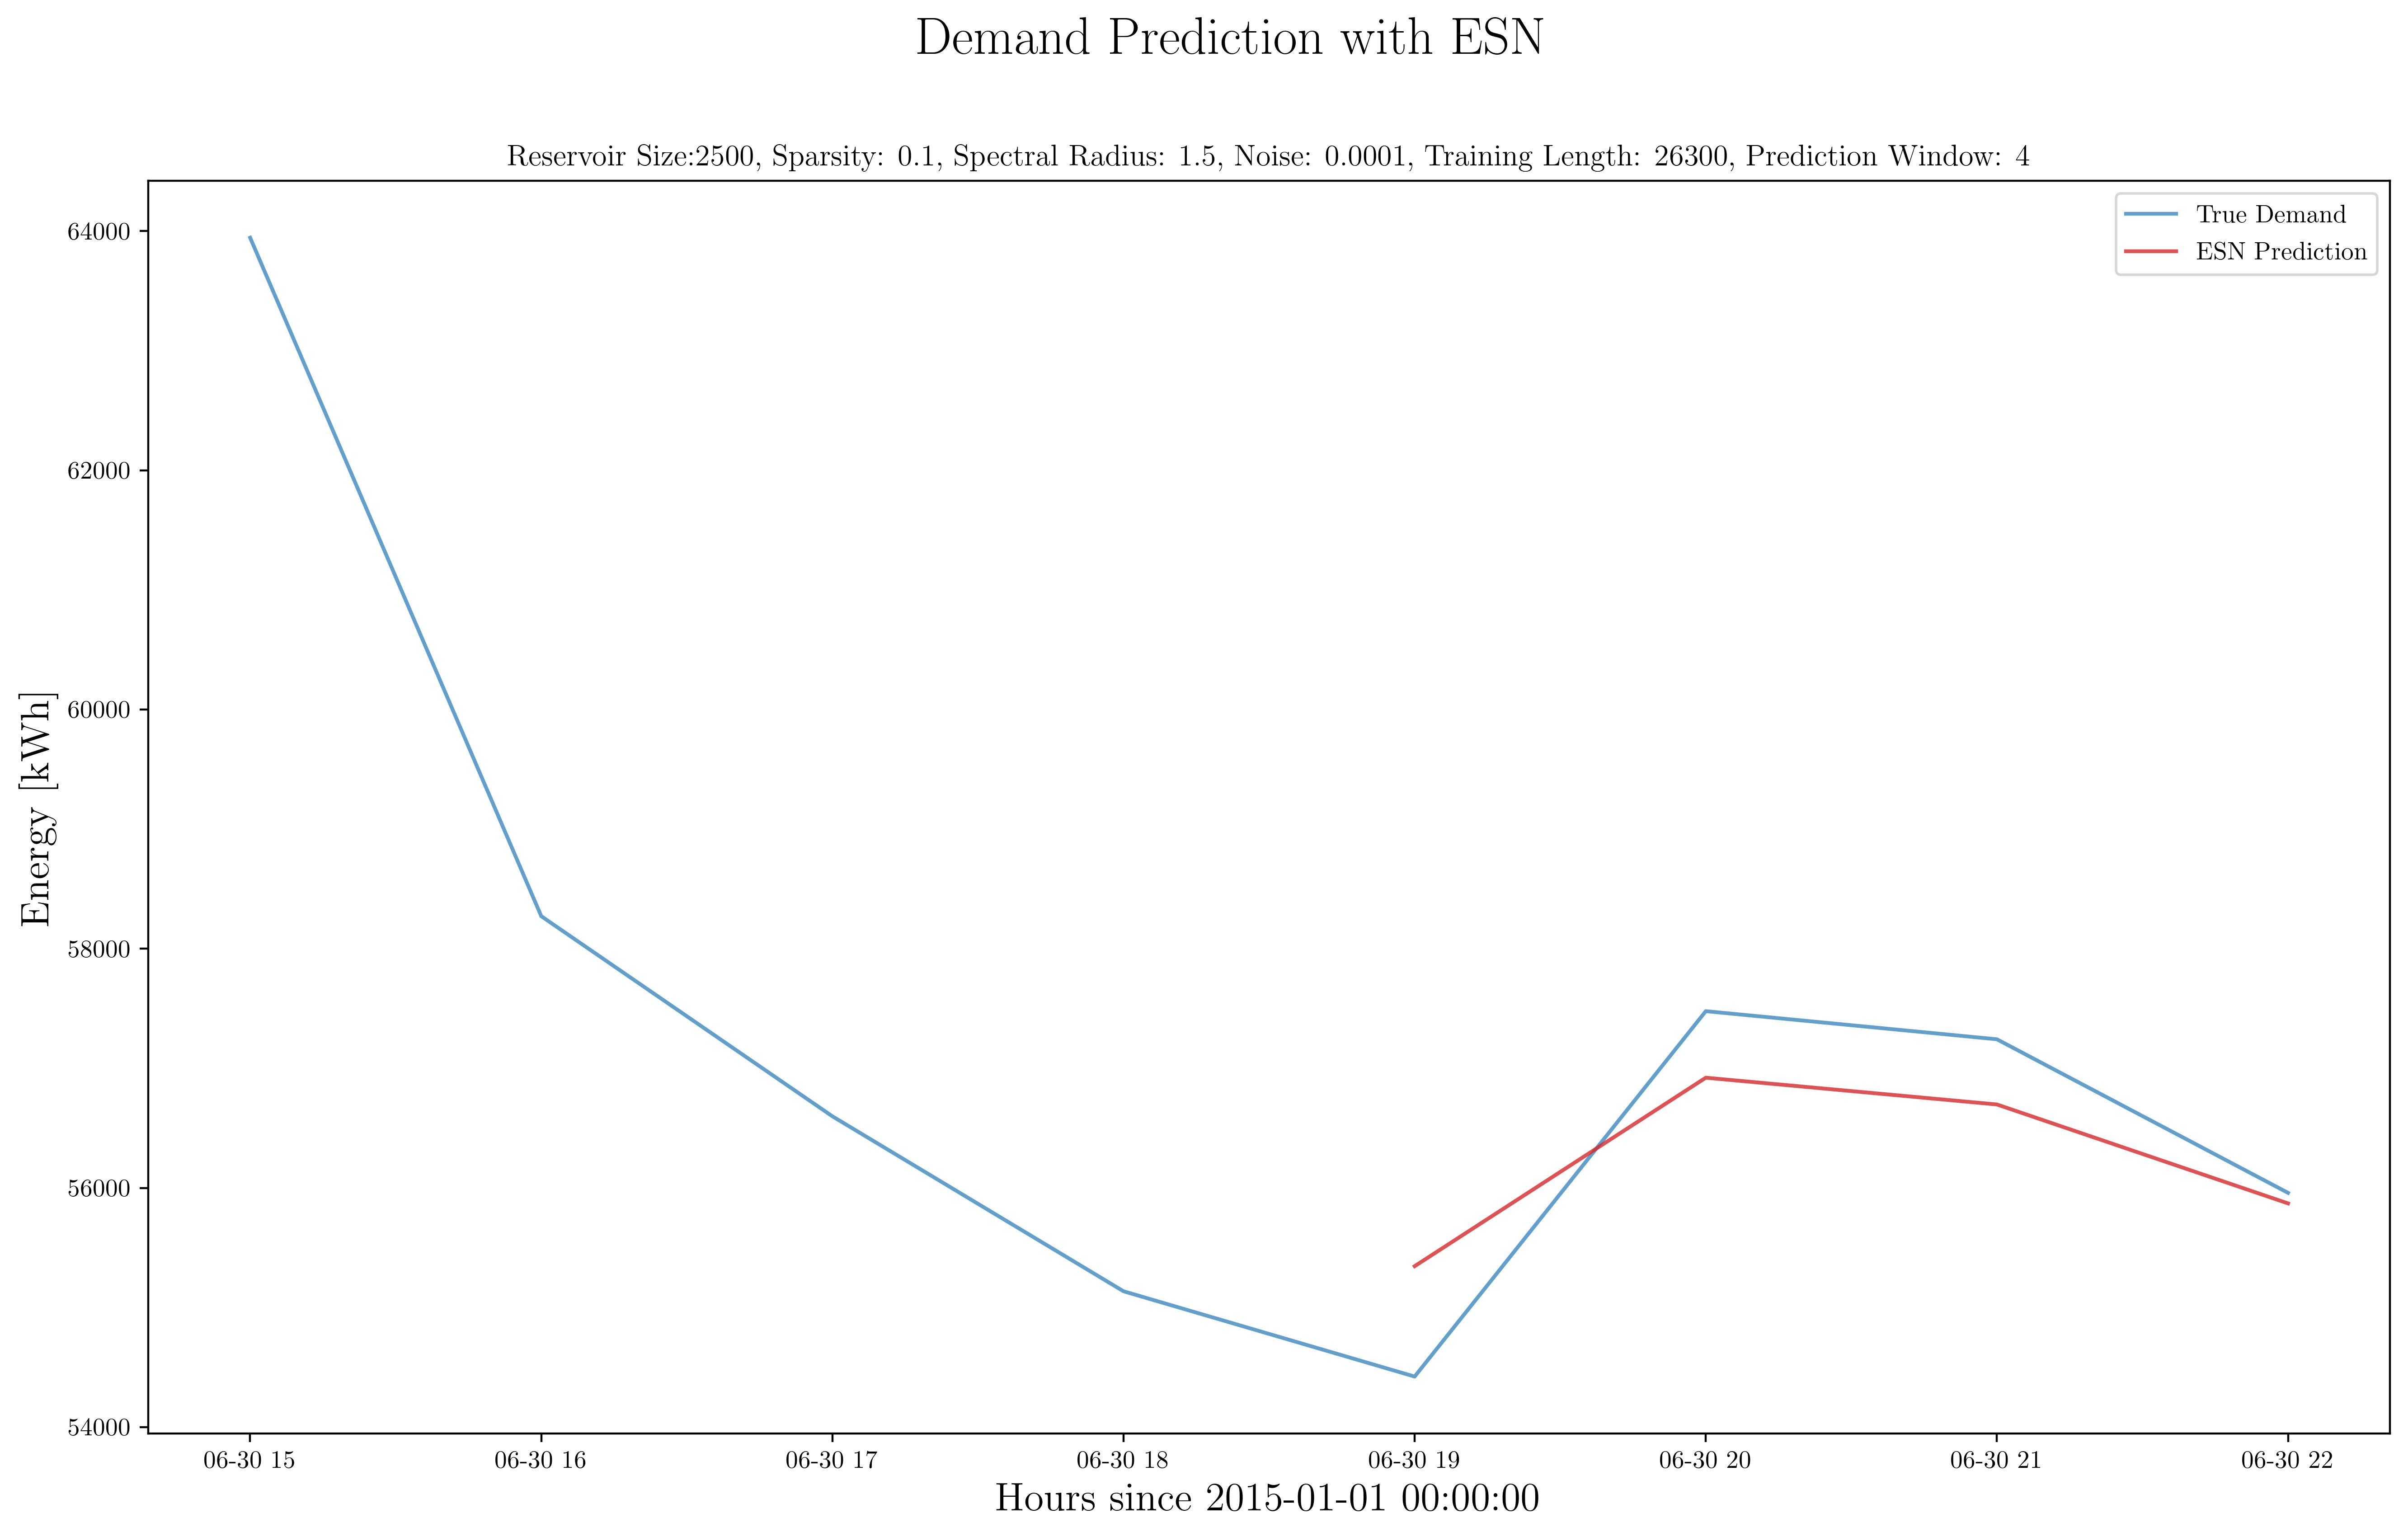 Demand Prediction with ESN
Reservoir Size:2500, Sparsity: 0.1, Spectral Radius: 1.5, Noise: 0.0001, Training Length: 26300, Prediction Window: 4
True Demand
ESN Prediction
64000
62000
60000
58000
56000
54000
Energy [kWh]
06-30 15 06-30 16 06-30 17 06-30 18 06-30 19 06-30 20 06-30 21 06-30 22
Hours since 2015-01-01 00:00:00